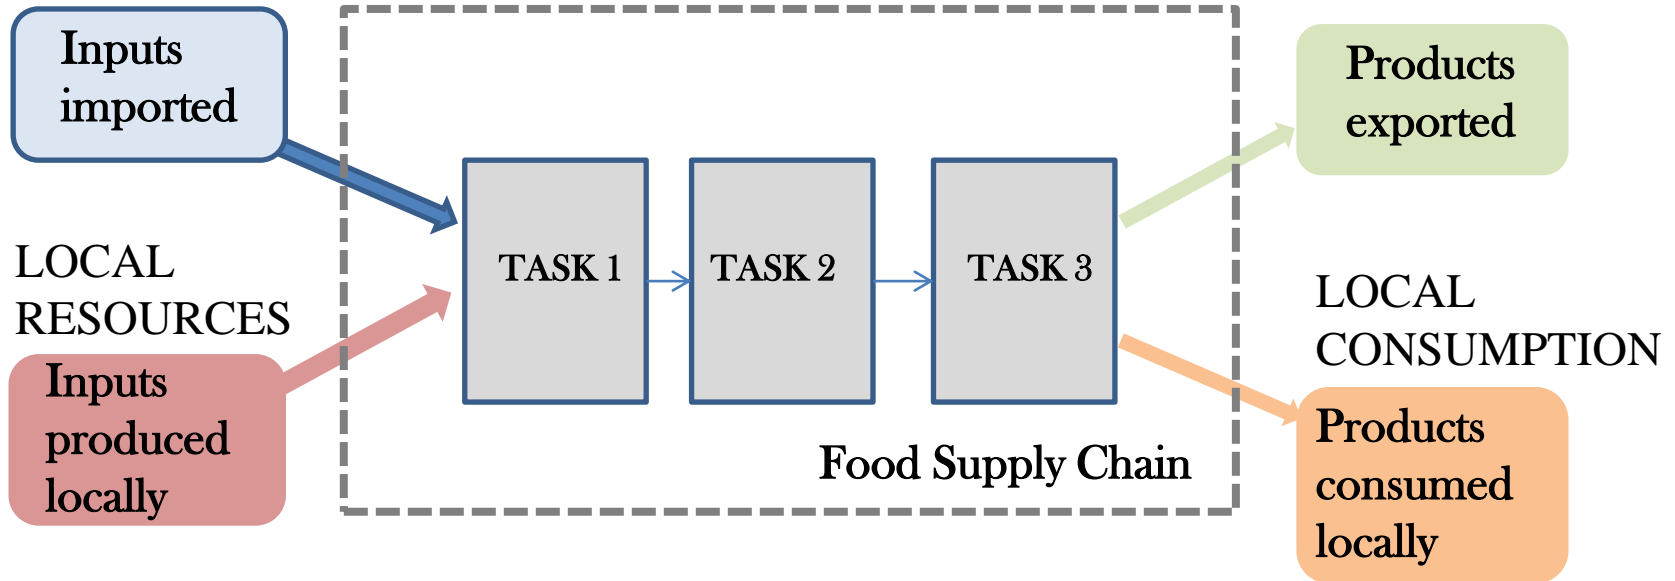 Inputs
imported
LOCAL
RESOURCES
Inputs
produced
locally
TASK 1
TASK 2
TASK 3
Food Supply Chain
Products
exported
LOCAL
CONSUMPTION
Products
consumed
locally